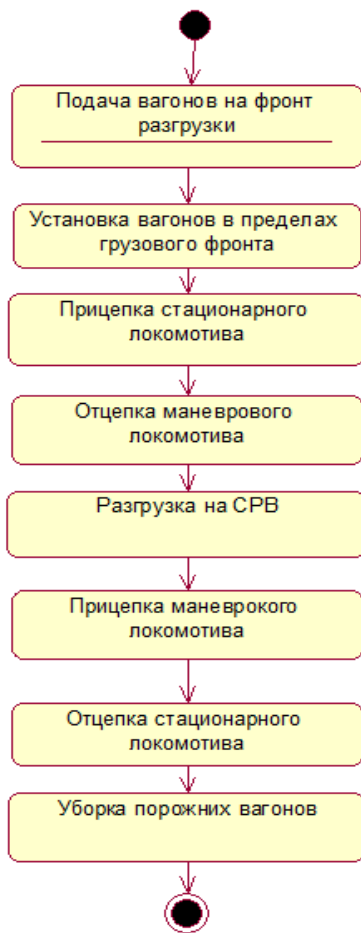 Подача вагонов на фронт
разгрузки
Установка вагонов в пределах
грузового фронта
Прицепка стационарного
локомотива
Отцепка маневрового
локомотива
Разгрузка на СРВ
Прицепка маневрокого
локомотива
Отцепка стационарного
локомотива
Уборка порожних вагонов